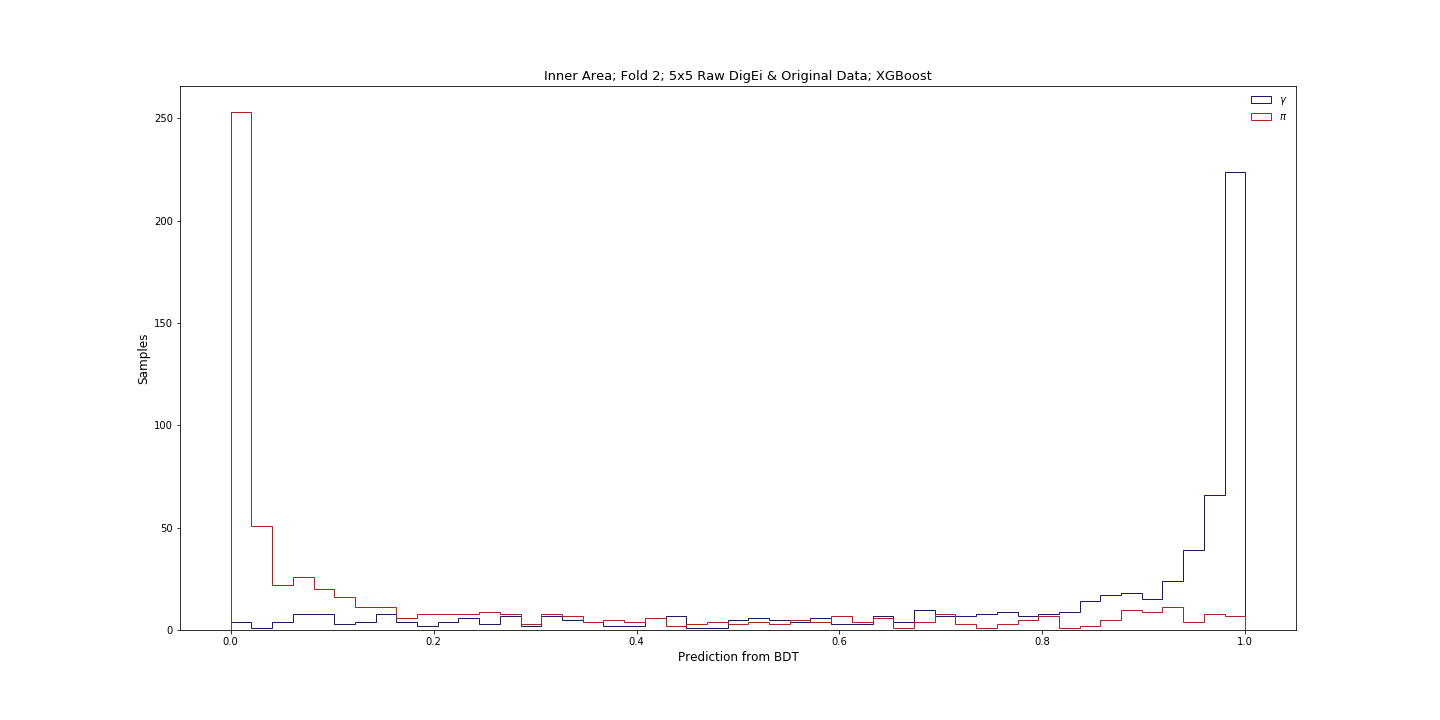 Inner Area; Fold 2; 5x5 Raw DigEi & Original Data; XGBoost
γ
π
250
200
150
100
50
0
Samples
0.0 0.2 0.4 0.6 0.8 1.0
Prediction from BDT